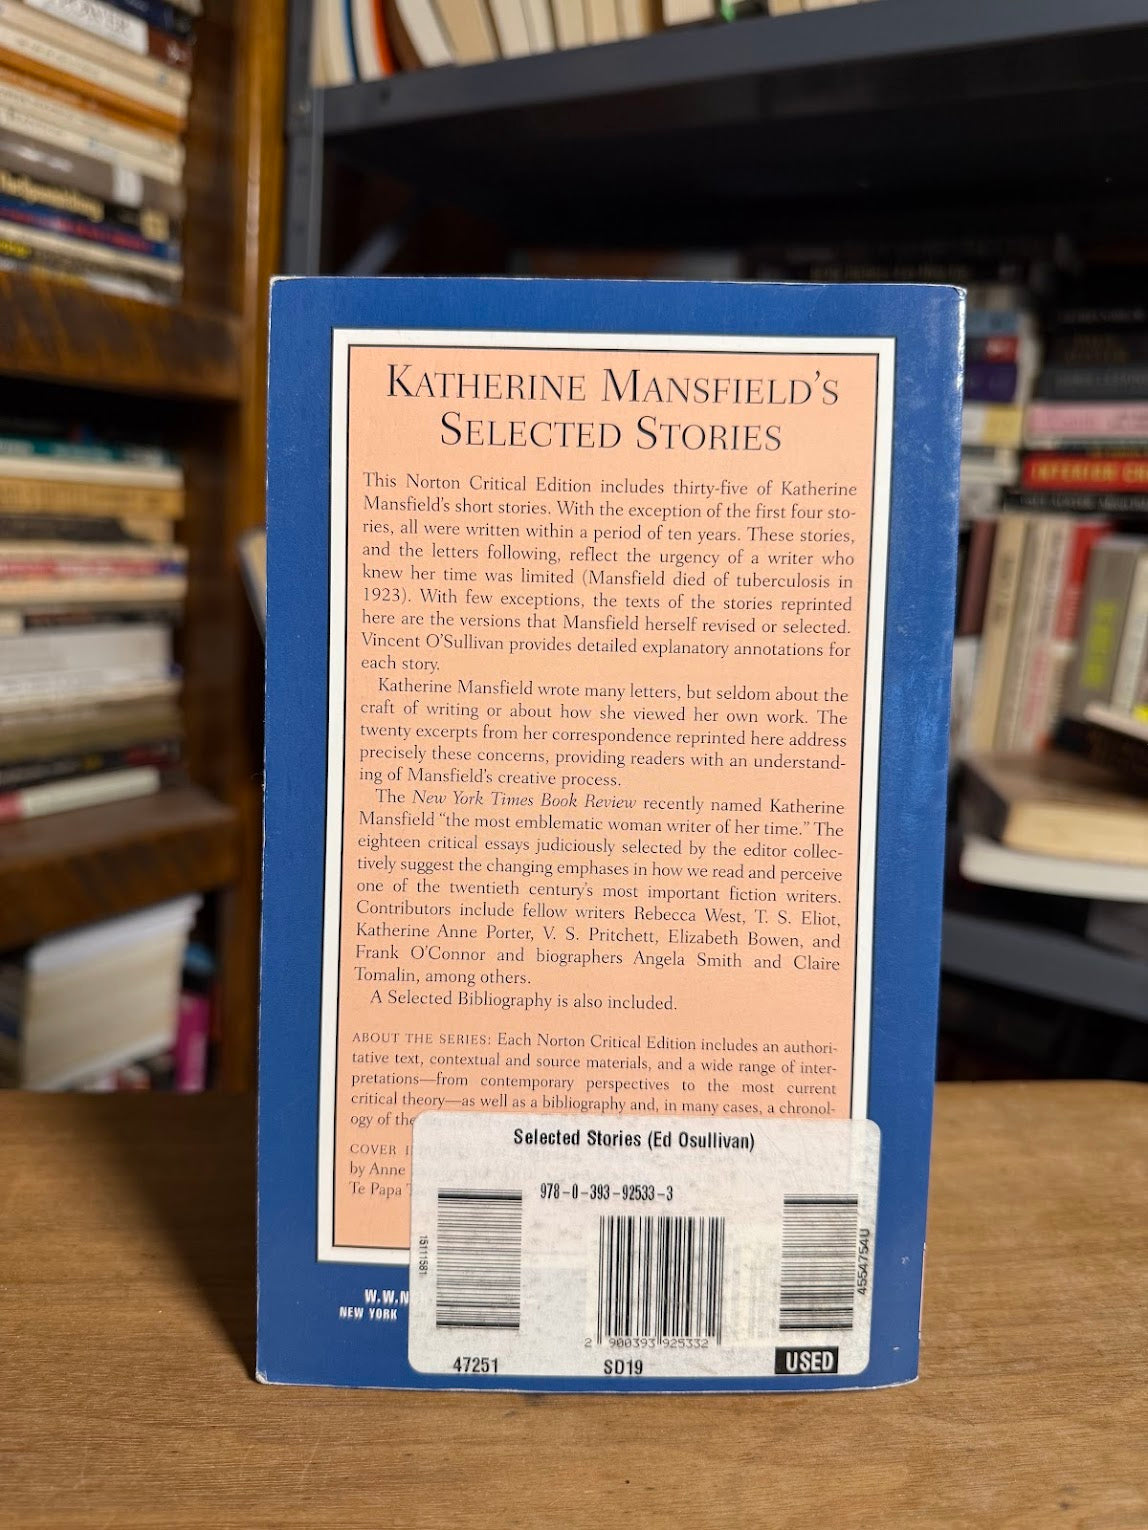 KATHERINE MANSFIELD'S
SELECTED STORIES
This Norton Critical Edition includes thirty-five of Katherine
Mansfield's short stories. With the exception of the first four sto-
ries, all were written within a period of ten years. These stories,
and the letters following, reflect the urgency of a writer who
knew her time was limited (Mansfield died of tuberculosis in
1923). With few exceptions, the texts of the stories reprinted
here are the versions that Mansfield herself revised or selected.
Vincent O'Sullivan provides detailed explanatory annotations for
each story.
Katherine Mansfield wrote many letters, but seldom about the
craft of writing or about how she viewed her own work. The
twenty excerpts from her correspondence reprinted here address
precisely these concerns, providing readers with an understand-
ing of Mansfield's creative process.
The New York Times Book Review recently named Katherine
Mansfield “the most emblematic woman writer of her time.” The
eighteen critical essays judiciously selected by the editor collec-
tively suggest the changing emphases in how we read and perceive
one of the twentieth century's most important fiction writers.
Contributors include fellow writers Rebecca West, T. S. Eliot,
Katherine Anne Porter, V. S. Pritchett, Elizabeth Bowen, and
Frank O'Connor and biographers Angela Smith and Claire
Tomalin, among others.
A Selected Bibliography is also included.
ABOUT THE SERIES: Each Norton Critical Edition includes an authori-
tative text, contextual and source materials, and a wide range of inter-
pretations—from contemporary perspectives to the most current
critical theory—as well as a bibliography and, in many cases, a chronol-
ogy of the
COVER
by Anne
Te Papa
W.W.N
NEW YORK
Selected Stories (Ed Osullivan)
978-0-393-92533-3
15111581
4554754U
2 900393 925332
47251
SD19
USED
INTERIOR